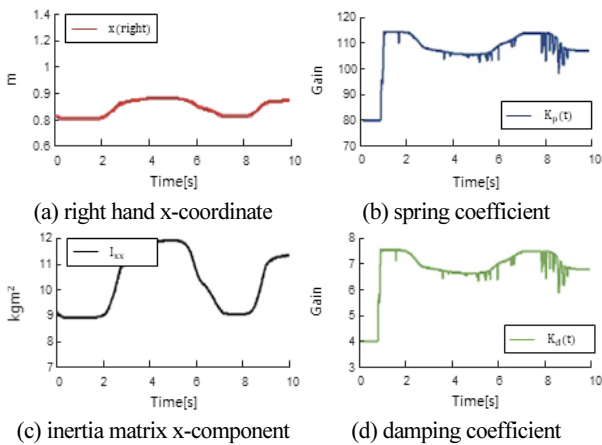 1.4
1.2
1
0.8
0.6
m
x(right)
0 2 4 6 8 10
Time[s]
(a) right hand x-coordinate
120
110
100
90
80
70
Gain
Kp(t)
0 2 4 6 8 10
Time[s]
(b) spring coefficient
12
11
10
9
8
7
kgm²
Ixx
0 2 4 6 8 10
Time[s]
(c) inertia matrix x-component
8
7
6
5
4
3
Gain
Kd(t)
0 2 4 6 8 10
Time[s]
(d) damping coefficient